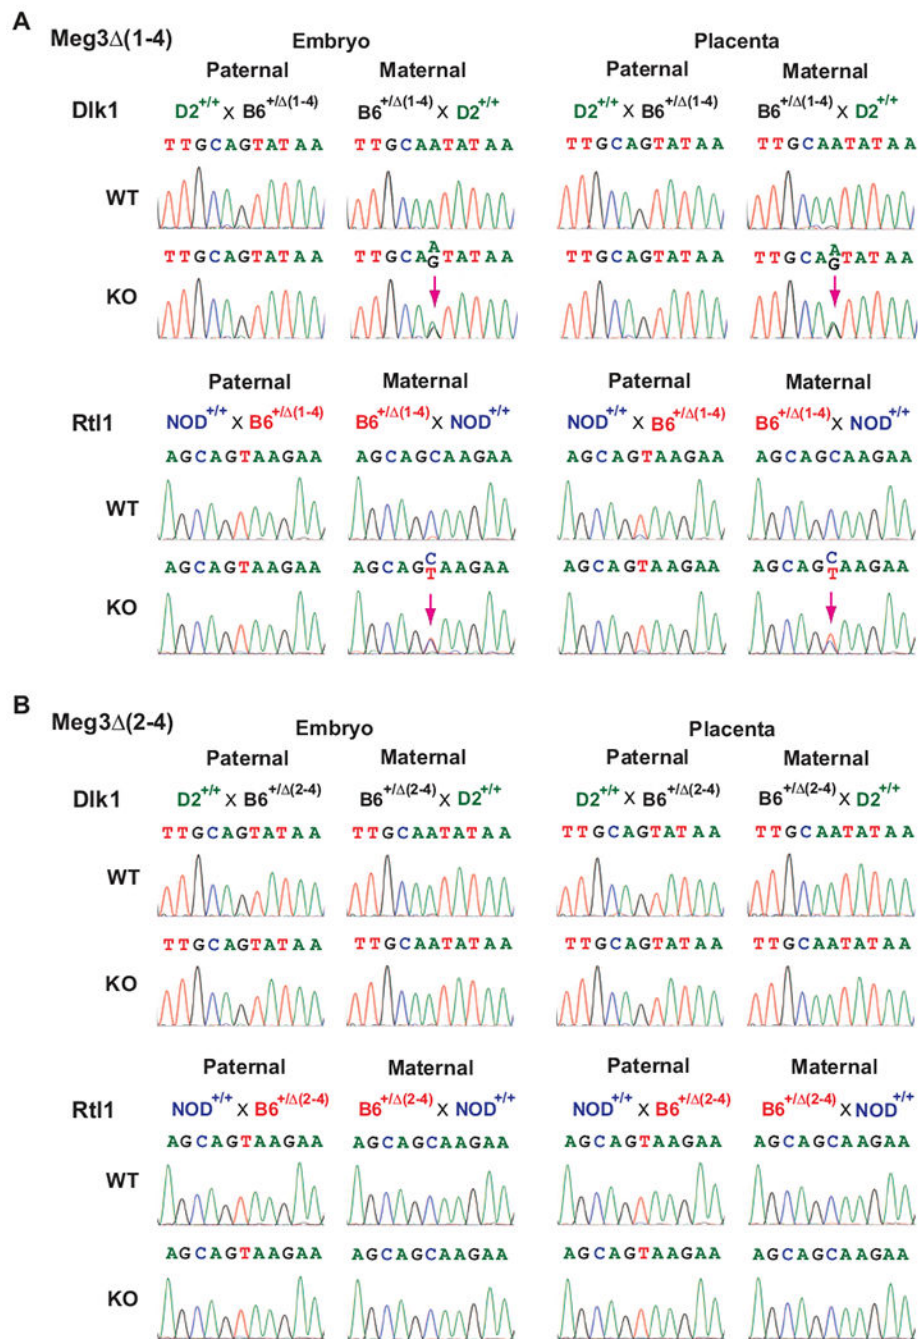 A
Meg3Δ(1-4)
Embryo Placenta
Paternal Maternal Paternal Maternal
Dlk1 D2+/+ X B6+/Δ(1-4) B6+/Δ(1-4) X D2+/+ D2+/+ X B6+/Δ(1-4) B6+/Δ(1-4) X D2+/+
TTGCAGTATAA TTGCAATATAA TTGCAGTATAA TTGCAATATAA
WT
A A
TTGCAGTATAA TTGCAGTATAA TTGCAGTATAA TTGCAGTATAA
KO
Paternal Maternal Paternal Maternal
Rtl1 NOD+/+ X B6+/Δ(1-4) B6+/Δ(1-4) X NOD+/+ NOD+/+ X B6+/Δ(1-4) B6+/Δ(1-4) X NOD+/+
AGCAGTAAGAA AGCAGCAAGAA AGCAGTAAGAA AGCAGCAAGAA
WT
C C
AGCAGTAAGAA AGCAGTAAGAA AGCAGTAAGAA AGCAGTAAGAA
KO
B
Meg3Δ(2-4)
Embryo Placenta
Paternal Maternal Paternal Maternal
Dlk1 D2+/+ X B6+/Δ(2-4) B6+/Δ(2-4) X D2+/+ D2+/+ X B6+/Δ(2-4) B6+/Δ(2-4) X D2+/+
TTGCAGTATAA TTGCAATATAA TTGCAGTATAA TTGCAATATAA
WT
TTGCAGTATAA TTGCAATATAA TTGCAGTATAA TTGCAATATAA
KO
Paternal Maternal Paternal Maternal
Rtl1 NOD+/+ X B6+/Δ(2-4) B6+/Δ(2-4) X NOD+/+ NOD+/+ X B6+/Δ(2-4) B6+/Δ(2-4) X NOD+/+
AGCAGTAAGAA AGCAGCAAGAA AGCAGTAAGAA AGCAGCAAGAA
WT
AGCAGTAAGAA AGCAGCAAGAA AGCAGTAAGAA AGCAGCAAGAA
KO